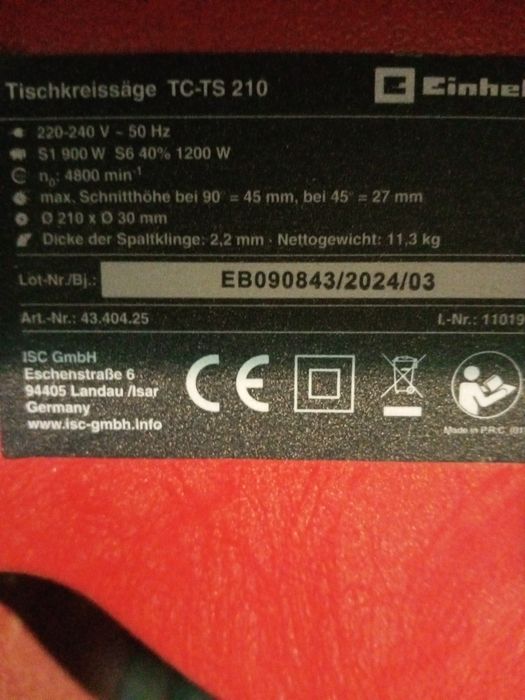 Tischkreissäge TC-TS 210 Einhel
220-240 V ~ 50 Hz
S1 900 W S6 40% 1200 W
n₀: 4800 min⁻¹
max. Schnitthöhe bei 90° = 45 mm, bei 45° = 27 mm
Ø 210 x Ø 30 mm
Dicke der Spaltklinge: 2,2 mm · Nettogewicht: 11,3 kg
Lot-Nr./Bj.: EB090843/2024/03
Art.-Nr.: 43.404.25 I.-Nr.: 11019
ISC GmbH
Eschenstraße 6
94405 Landau /Isar
Germany
www.isc-gmbh.info
CE
Made in P.R.C. (01